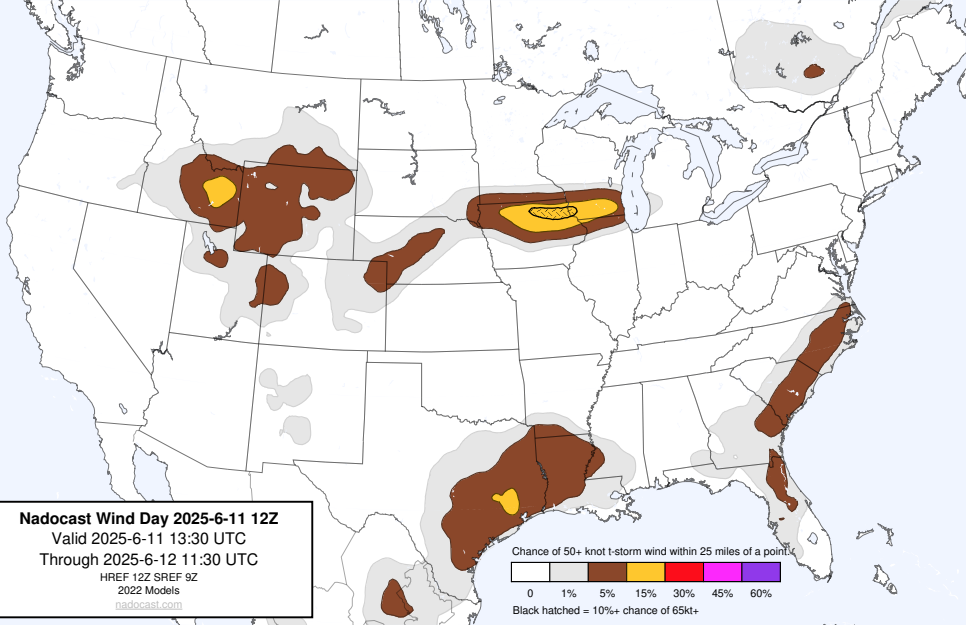 Nadocast Wind Day 2025-6-11 12Z
Valid 2025-6-11 13:30 UTC
Through 2025-6-12 11:30 UTC
HREF 12Z SREF 9Z
2022 Models
nadocast.com
Chance of 50+ knot t-storm wind within 25 miles of a point.
0 1% 5% 15% 30% 45% 60%
Black hatched = 10%+ chance of 65kt+